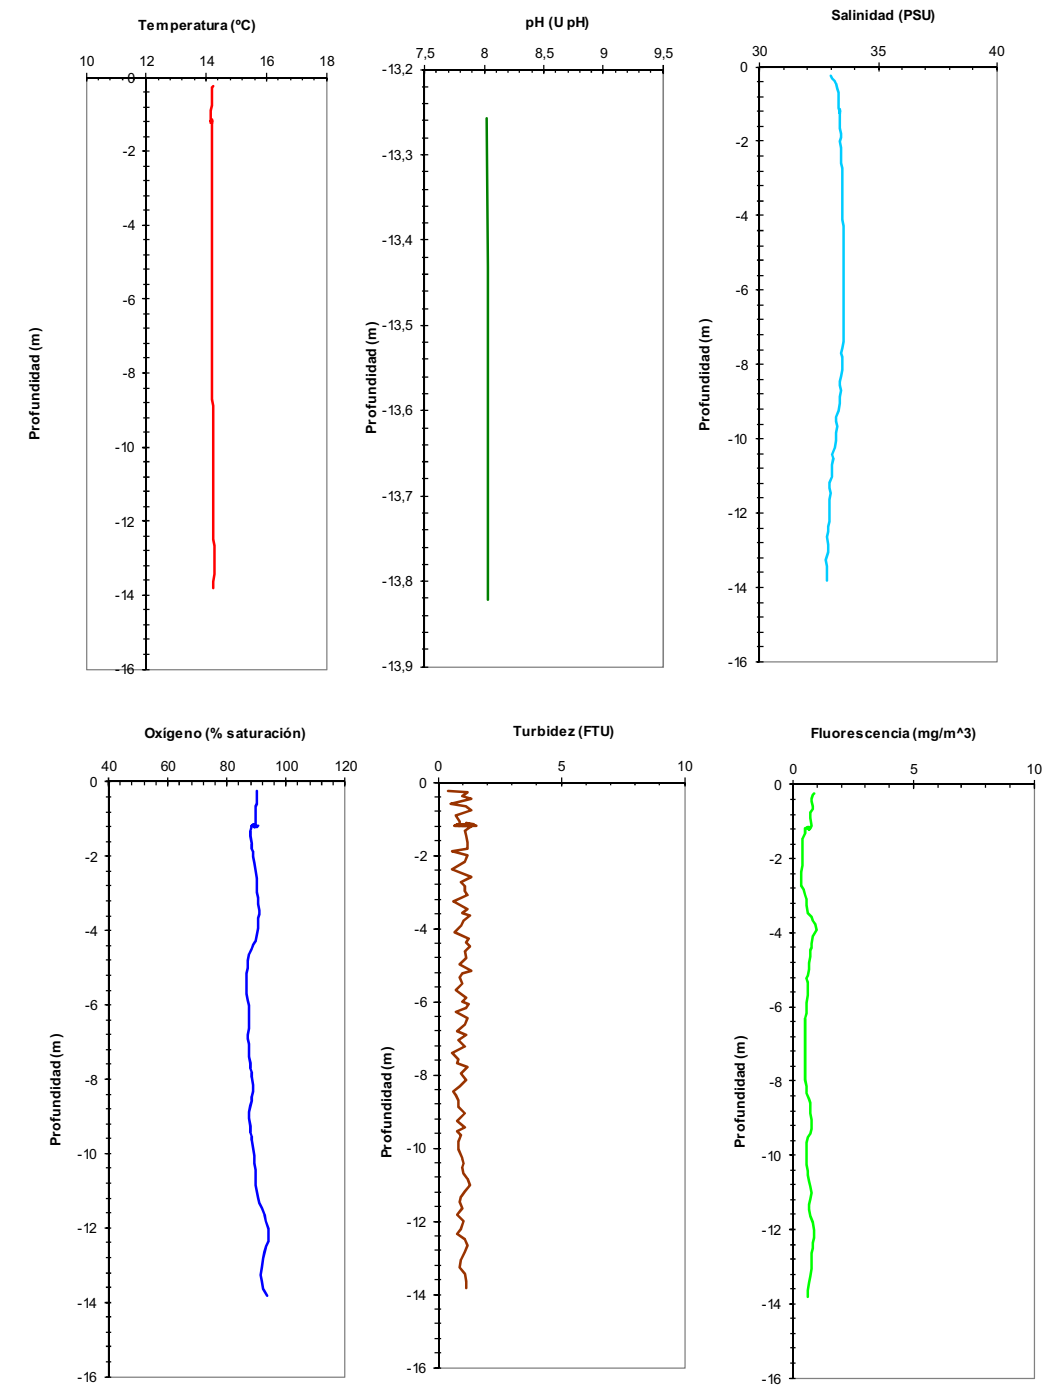 Temperatura (ºC)
10 12 14 16 18
0
-2
-4
-6
-8
-10
-12
-14
-16
Profundidad (m)
pH (U pH)
7,5 8 8,5 9 9,5
-13,2
-13,3
-13,4
-13,5
-13,6
-13,7
-13,8
-13,9
Profundidad (m)
Salinidad (PSU)
30 35 40
0
-2
-4
-6
-8
-10
-12
-14
-16
Profundidad (m)
Oxígeno (% saturación)
40 60 80 100 120
0
-2
-4
-6
-8
-10
-12
-14
-16
Profundidad (m)
Turbidez (FTU)
0 5 10
0
-2
-4
-6
-8
-10
-12
-14
-16
Profundidad (m)
Fluorescencia (mg/m^3)
0 5 10
0
-2
-4
-6
-8
-10
-12
-14
-16
Profundidad (m)